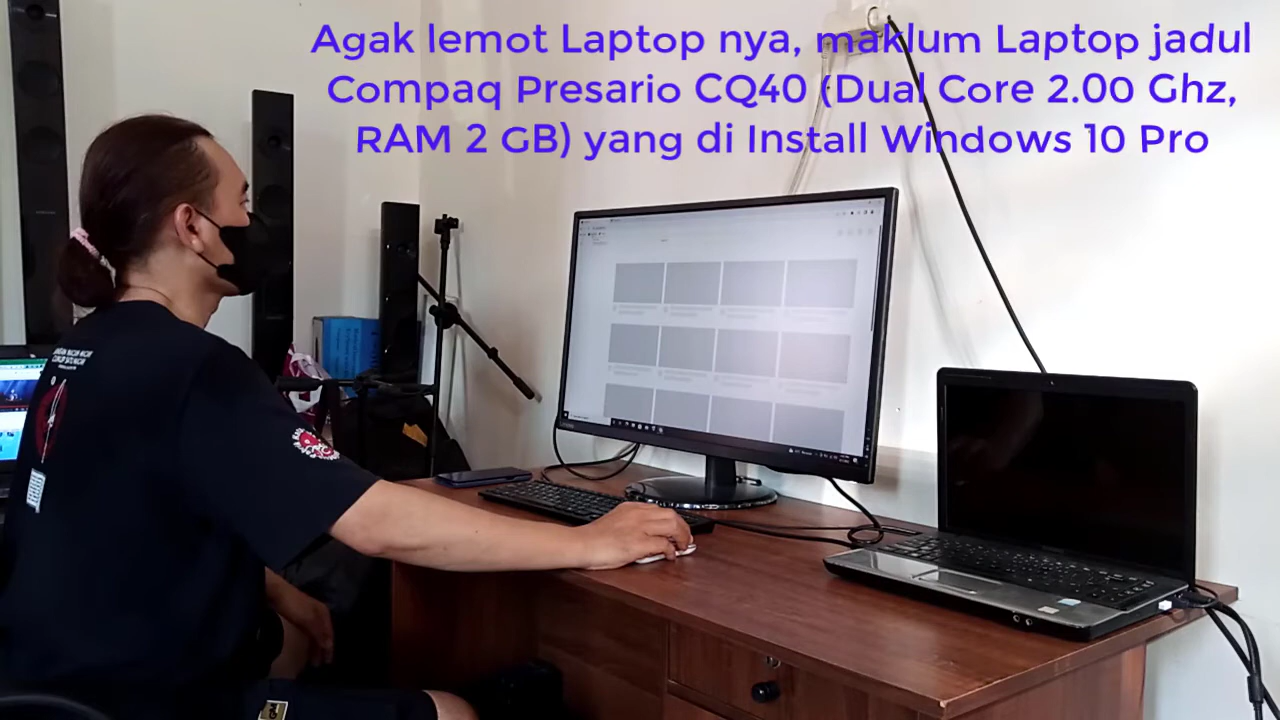 Agak lemot Laptop nya, maklum Laptop jadul
Compaq Presario CQ40 (Dual Core 2.00 Ghz,
RAM 2 GB) yang di Install Windows 10 Pro